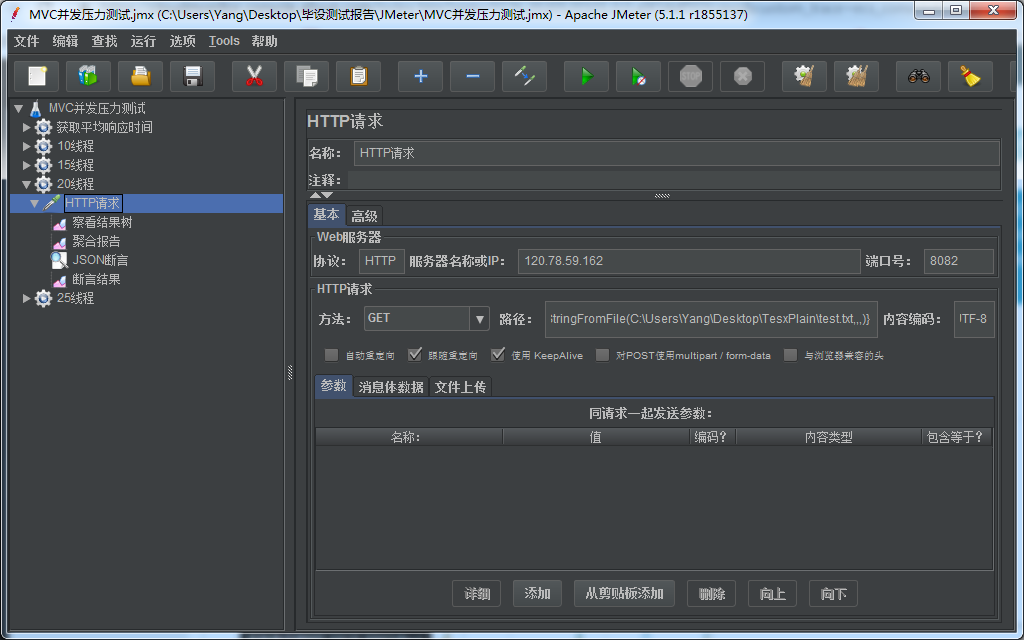 MVC并发压力测试.jmx (C:\Users\Yang\Desktop\毕设测试报告\JMeter\MVC并发压力测试.jmx) - Apache JMeter (5.1.1 r1855137)
文件 编辑 查找 运行 选项 Tools 帮助
STOP
MVC并发压力测试
获取平均响应时间
10线程
15线程
20线程
HTTP请求
察看结果树
聚合报告
JSON断言
断言结果
25线程
HTTP请求
名称： HTTP请求
注释：
基本 高级
Web服务器
协议： HTTP 服务器名称或IP： 120.78.59.162 端口号： 8082
HTTP请求
方法： GET 路径： StringFromFile(C:\Users\Yang\Desktop\TesxPlain\test.txt,,,)} 内容编码： UTF-8
自动重定向 跟随重定向 使用 KeepAlive 对POST使用multipart / form-data 与浏览器兼容的头
参数 消息体数据 文件上传
同请求一起发送参数：
名称： 值 编码? 内容类型 包含等于?
详细 添加 从剪贴板添加 删除 向上 向下